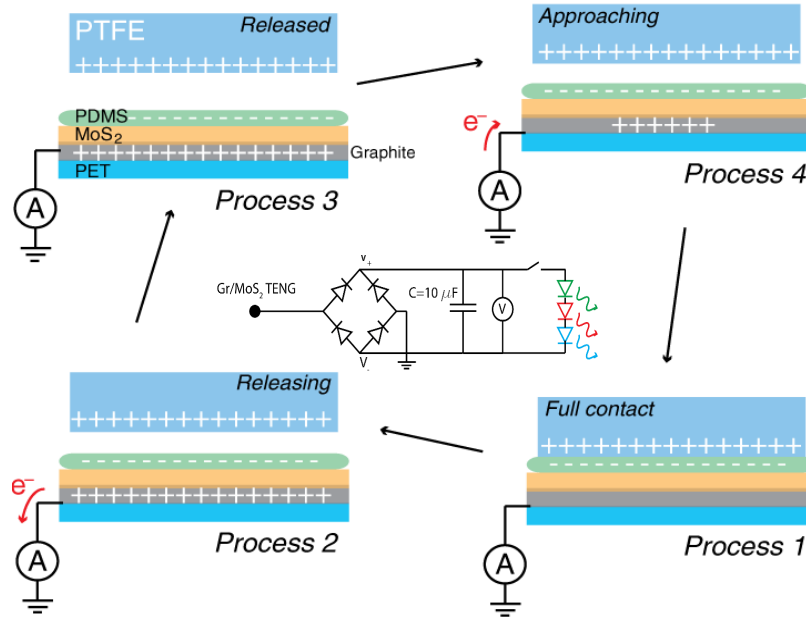 PTFE
Released
++++++++++++++
PDMS
- - - - - - - - - - - - -
MoS₂
Graphite
++++++++++++++
PET
A
Process 3
Approaching
++++++++++++++
- - - - - - - - - - - - -
++++++
e⁻
A
Process 4
Gr/MoS₂ TENG
v₊
V₋
C=10 μF
V
Releasing
++++++++++++++
- - - - - - - - - - - - -
++++++++++++++
e⁻
A
Process 2
Full contact
++++++++++++++
- - - - - - - - - - - - -
A
Process 1